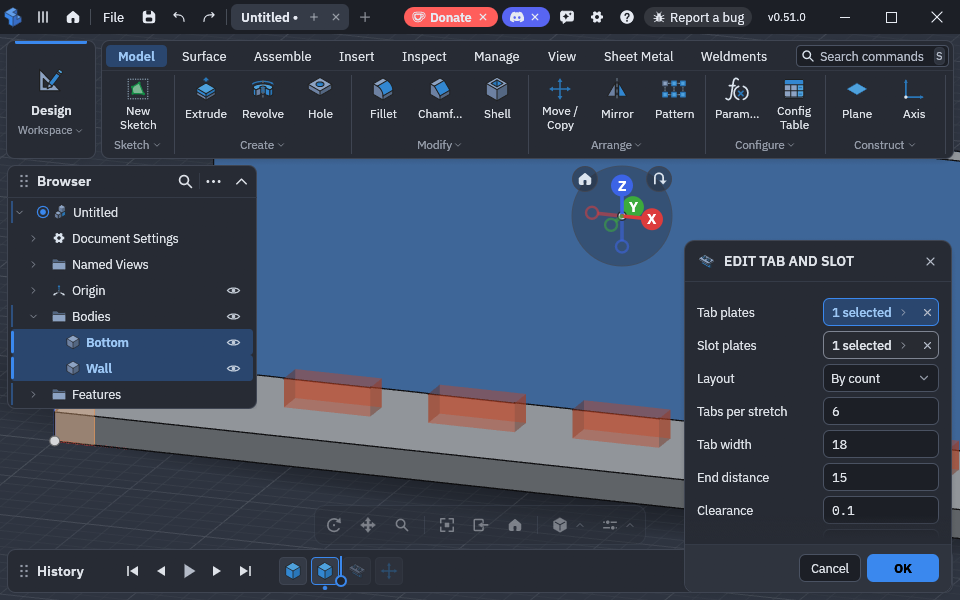 File
Untitled •
Donate
Report a bug
v0.51.0
Design
Workspace
Model
Surface
Assemble
Insert
Inspect
Manage
View
Sheet Metal
Weldments
Search commands
S
New Sketch
Extrude
Revolve
Hole
Fillet
Chamf...
Shell
Move / Copy
Mirror
Pattern
Param...
Config Table
Plane
Axis
Sketch
Create
Modify
Arrange
Configure
Construct
Browser
Untitled
Document Settings
Named Views
Origin
Bodies
Bottom
Wall
Features
Z
Y
X
EDIT TAB AND SLOT
Tab plates
1 selected
Slot plates
1 selected
Layout
By count
Tabs per stretch
6
Tab width
18
End distance
15
Clearance
0.1
Cancel
OK
History